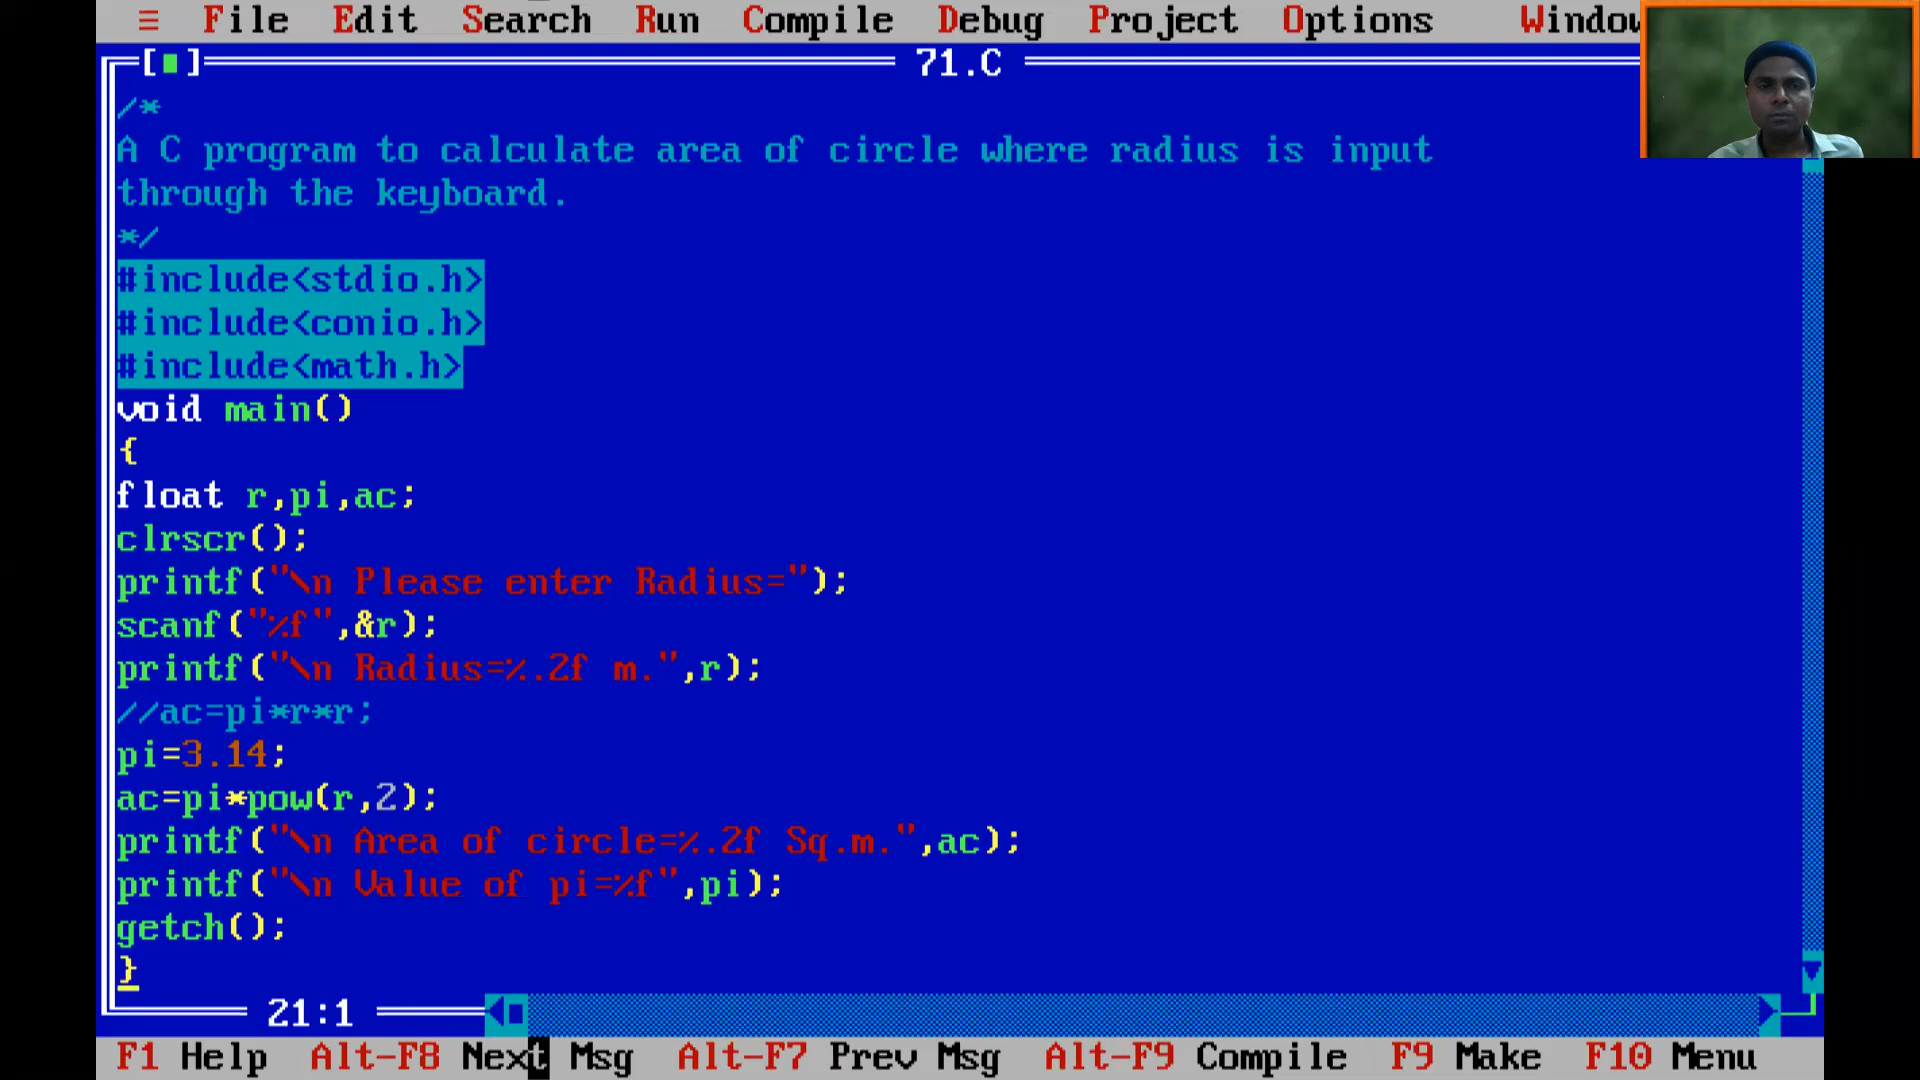 ≡ File Edit Search Run Compile Debug Project Options Window
[■] 71.C
/*
A C program to calculate area of circle where radius is input
through the keyboard.
*/
#include<stdio.h>
#include<conio.h>
#include<math.h>
void main()
{
float r,pi,ac;
clrscr();
printf("\n Please enter Radius=");
scanf("%f",&r);
printf("\n Radius=%.2f m.",r);
//ac=pi*r*r;
pi=3.14;
ac=pi*pow(r,2);
printf("\n Area of circle=%.2f Sq.m.",ac);
printf("\n Value of pi=%f",pi);
getch();
}
21:1
F1 Help Alt-F8 Next Msg Alt-F7 Prev Msg Alt-F9 Compile F9 Make F10 Menu